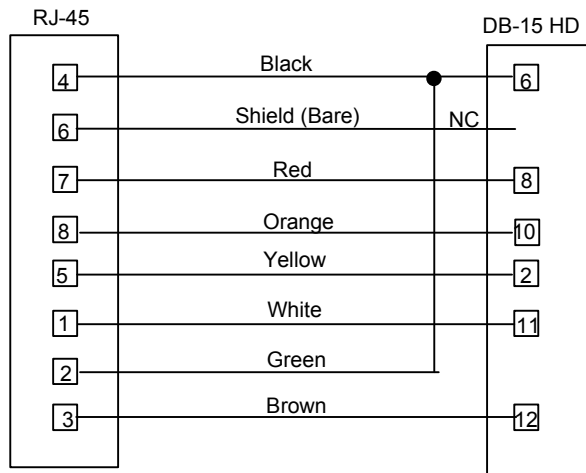 RJ-45
DB-15 HD
4 Black 6
6 Shield (Bare) NC
7 Red 8
8 Orange 10
5 Yellow 2
1 White 11
2 Green
3 Brown 12